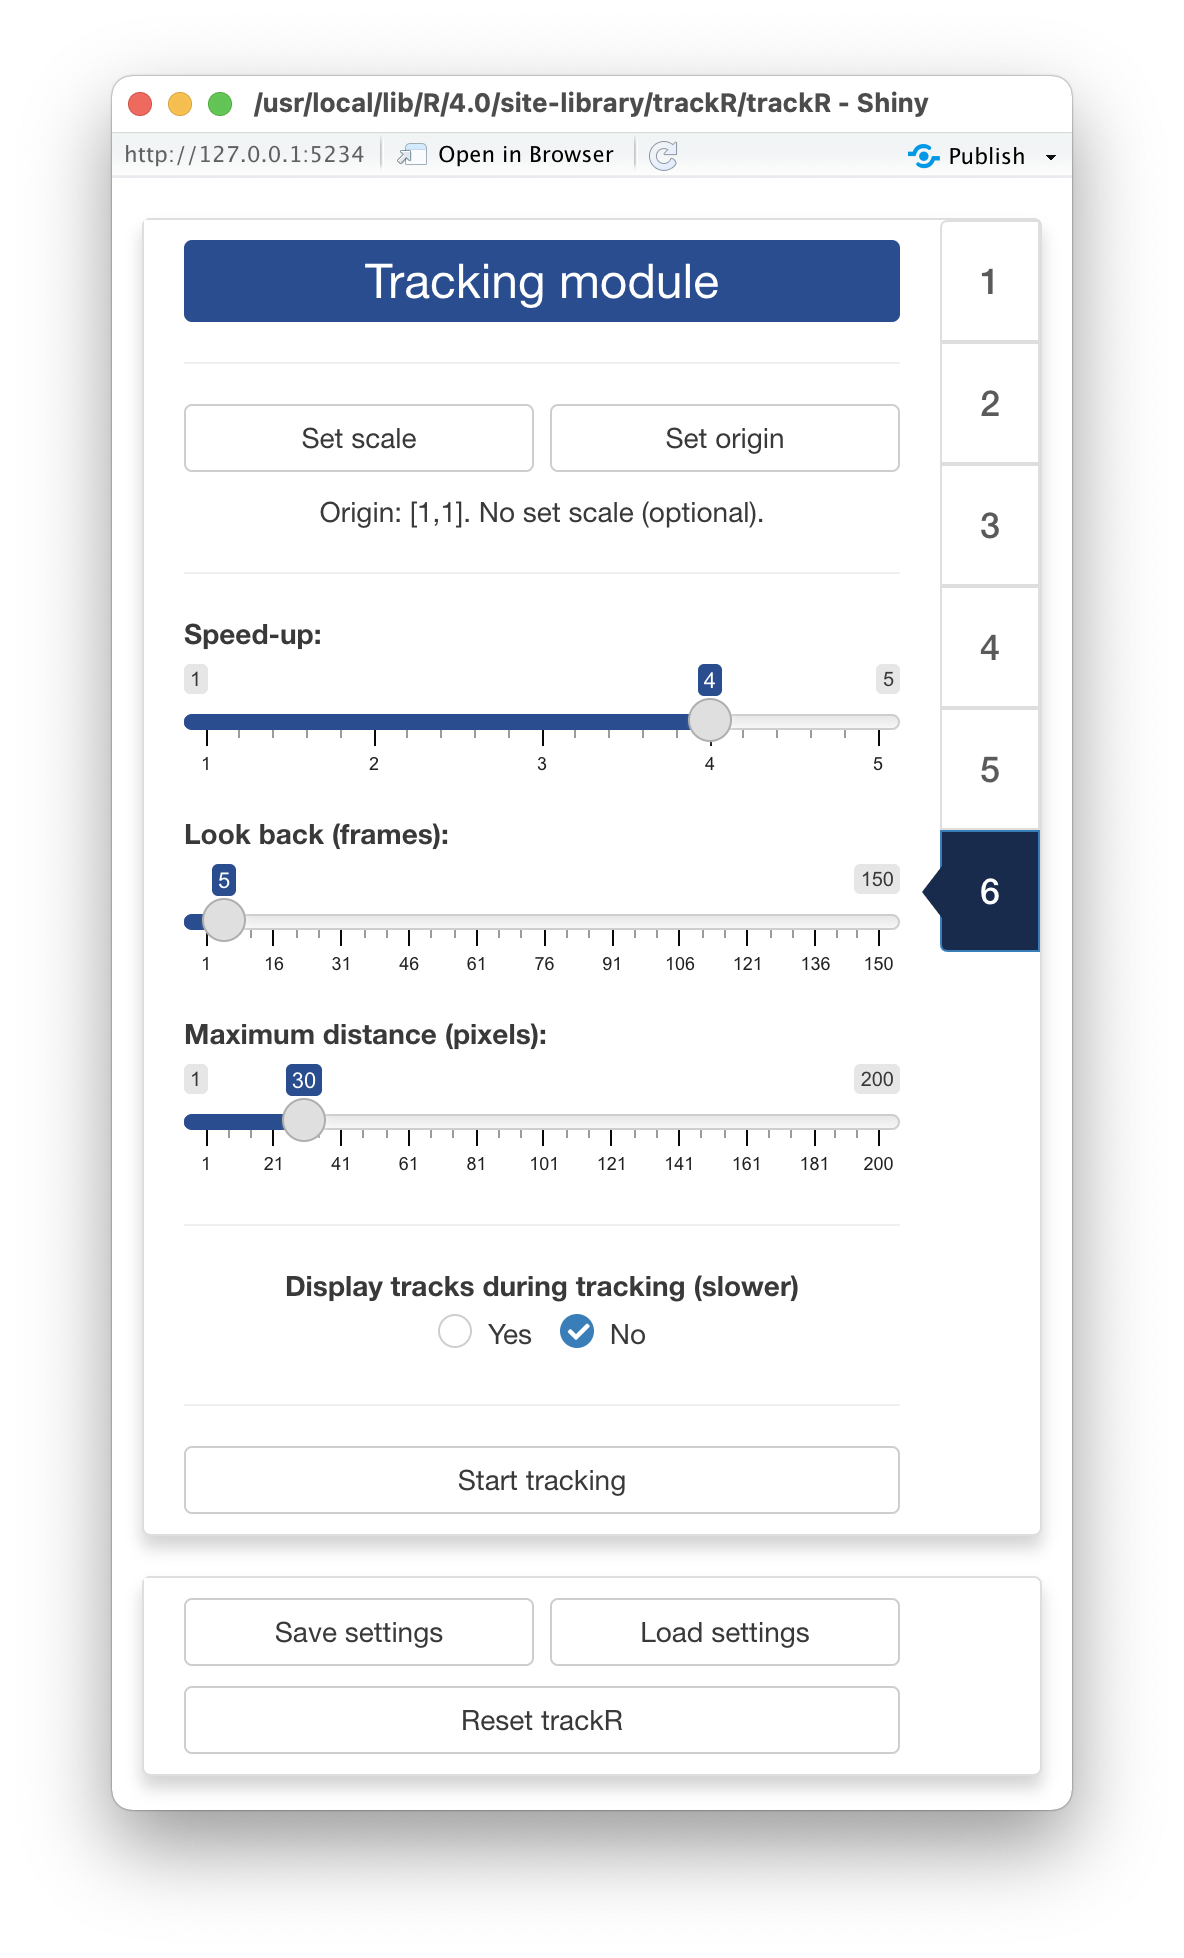 /usr/local/lib/R/4.0/site-library/trackR/trackR - Shiny
http://127.0.0.1:5234 Open in Browser Publish
Tracking module
1
2
3
4
5
6
Set scale Set origin
Origin: [1,1]. No set scale (optional).
Speed-up:
1 4 5
1 2 3 4 5
Look back (frames):
5 150
1 16 31 46 61 76 91 106 121 136 150
Maximum distance (pixels):
1 30 200
1 21 41 61 81 101 121 141 161 181 200
Display tracks during tracking (slower)
Yes No
Start tracking
Save settings Load settings
Reset trackR